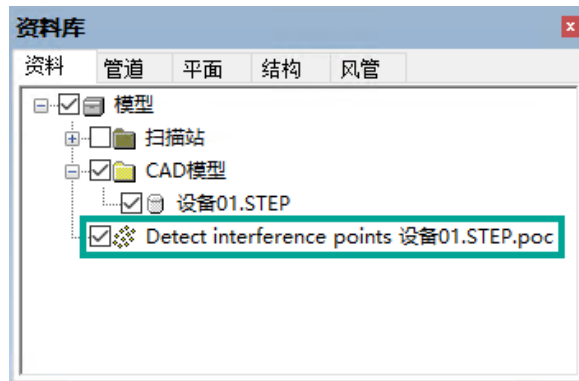 资料库
资料 管道 平面 结构 风管
模型
扫描站
CAD模型
设备01.STEP
Detect interference points 设备01.STEP.poc